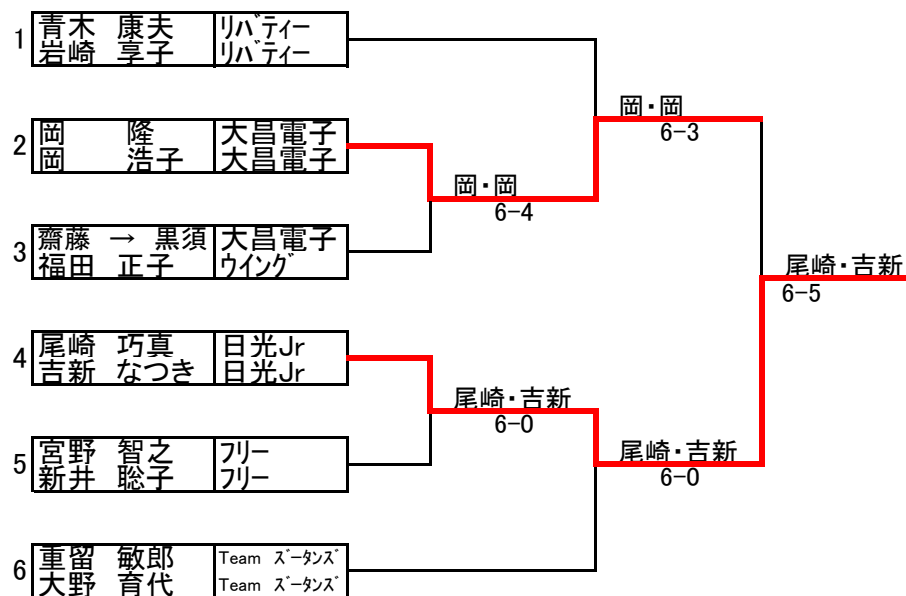 1 青木 康夫 リバティー
岩崎 享子 リバティー
岡・岡
6-3
2 岡 隆 大昌電子
岡 浩子 大昌電子
岡・岡
6-4
3 齋藤 → 黒須 大昌電子
福田 正子 ウイング
尾崎・吉新
6-5
4 尾崎 巧真 日光Jr
吉新 なつき 日光Jr
尾崎・吉新
6-0
5 宮野 智之 フリー
新井 聡子 フリー
尾崎・吉新
6-0
6 重留 敏郎 Team ズータンズ
大野 育代 Team ズータンズ